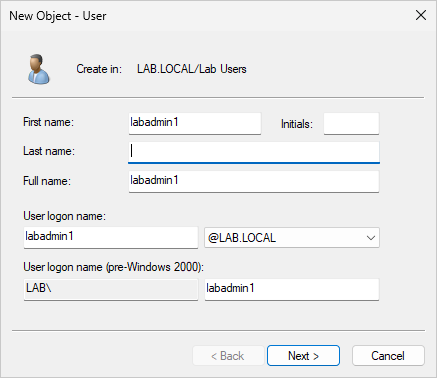 New Object - User
Create in: LAB.LOCAL/Lab Users
First name: labadmin1 Initials:
Last name:
Full name: labadmin1
User logon name:
labadmin1 @LAB.LOCAL
User logon name (pre-Windows 2000):
LAB\ labadmin1
< Back Next > Cancel